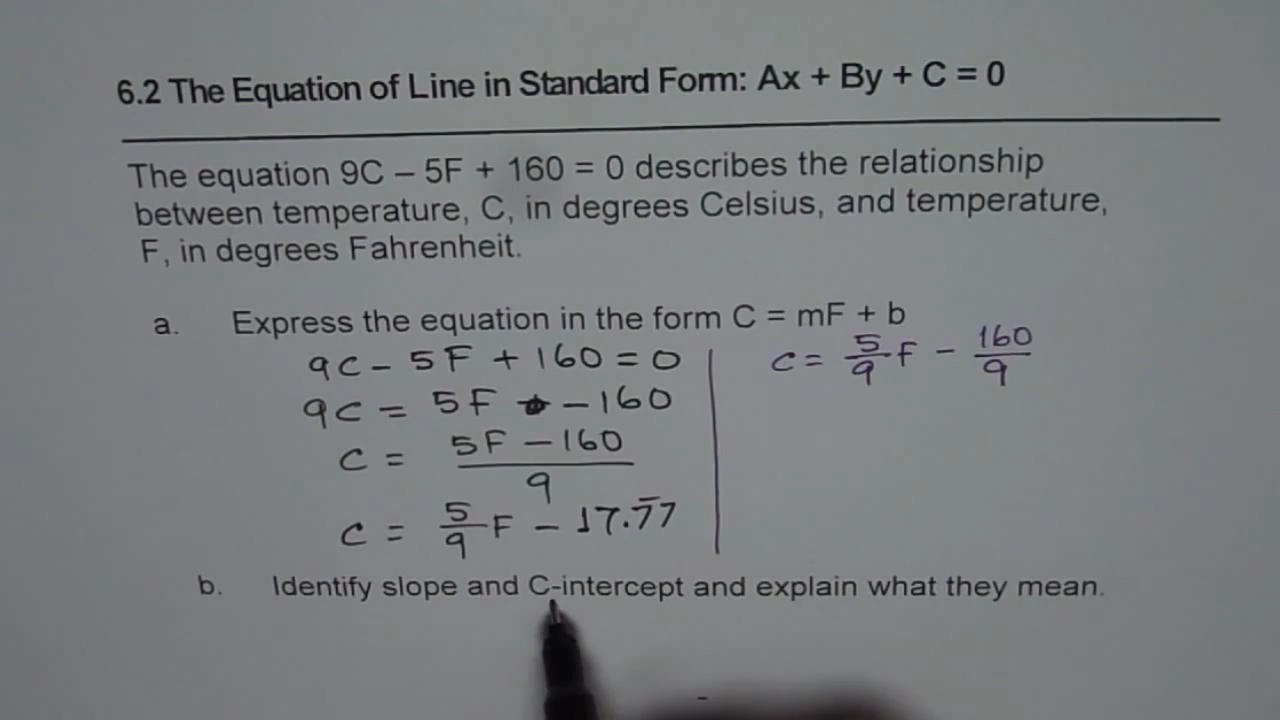 6.2 The Equation of Line in Standard Form: Ax + By + C = 0
The equation 9C – 5F + 160 = 0 describes the relationship
between temperature, C, in degrees Celsius, and temperature,
F, in degrees Fahrenheit.
a. Express the equation in the form C = mF + b
9C - 5F + 160 = 0
9C = 5F - 160
C = (5F - 160)/9
C = 5/9 F - 17.7̅7
C = 5/9 F - 160/9
b. Identify slope and C-intercept and explain what they mean.